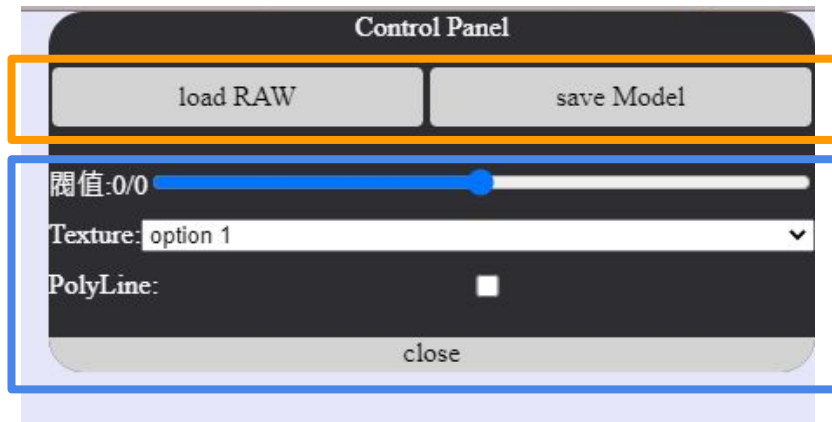 Control Panel
load RAW save Model
閥值:0/0
Texture: option 1
PolyLine:
close